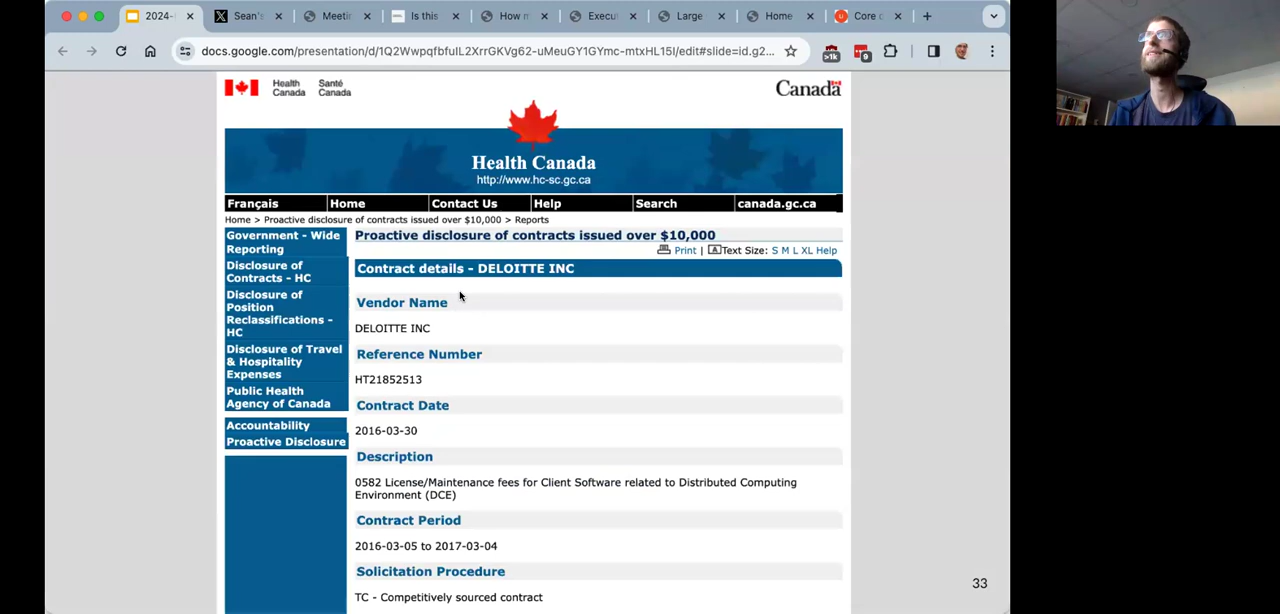 2024-
Sean's
Meetin
Is this
How m
Execu
Large
Home
Core c
docs.google.com/presentation/d/1Q2WwpqfbfulL2XrrGKVg62-uMeuGY1GYmc-mtxHL15I/edit#slide=id.g2...
>1k
9
Health Canada
Santé Canada
Canada
Health Canada
http://www.hc-sc.gc.ca
Français Home Contact Us Help Search canada.gc.ca
Home > Proactive disclosure of contracts issued over $10,000 > Reports
Government - Wide
Reporting
Disclosure of
Contracts - HC
Disclosure of
Position
Reclassifications -
HC
Disclosure of Travel
& Hospitality
Expenses
Public Health
Agency of Canada
Accountability
Proactive Disclosure
Proactive disclosure of contracts issued over $10,000
Print | A Text Size: S M L XL Help
Contract details - DELOITTE INC
Vendor Name
DELOITTE INC
Reference Number
HT21852513
Contract Date
2016-03-30
Description
0582 License/Maintenance fees for Client Software related to Distributed Computing
Environment (DCE)
Contract Period
2016-03-05 to 2017-03-04
Solicitation Procedure
TC - Competitively sourced contract
33